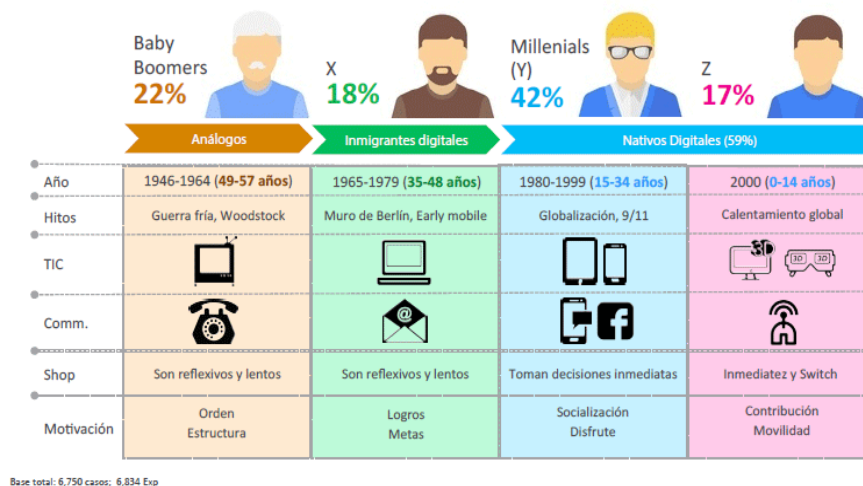 Baby
Boomers
22%
X
18%
Millenials
(Y)
42%
Z
17%
Análogos
Inmigrantes digitales
Nativos Digitales (59%)
Año
1946-1964 (49-57 años)
1965-1979 (35-48 años)
1980-1999 (15-34 años)
2000 (0-14 años)
Hitos
Guerra fría, Woodstock
Muro de Berlín, Early mobile
Globalización, 9/11
Calentamiento global
TIC
3D
3D
3D
Comm.
@
f
Shop
Son reflexivos y lentos
Son reflexivos y lentos
Toman decisiones inmediatas
Inmediatez y Switch
Motivación
Orden
Estructura
Logros
Metas
Socialización
Disfrute
Contribución
Movilidad
Base total: 6,750 casos; 6,834 Exp